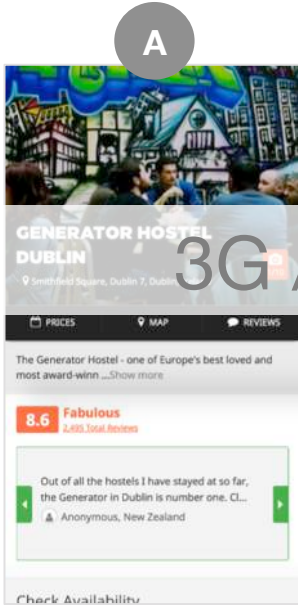 A
GENERATOR HOSTEL
DUBLIN
Smithfield Square, Dublin 7, Dublin
3G
PRICES MAP REVIEWS
The Generator Hostel - one of Europe's best loved and
most award-winn ...Show more
8.6 Fabulous
2,495 Total Reviews
Out of all the hostels I have stayed at so far,
the Generator in Dublin is number one. Cl...
Anonymous, New Zealand
Check Availability